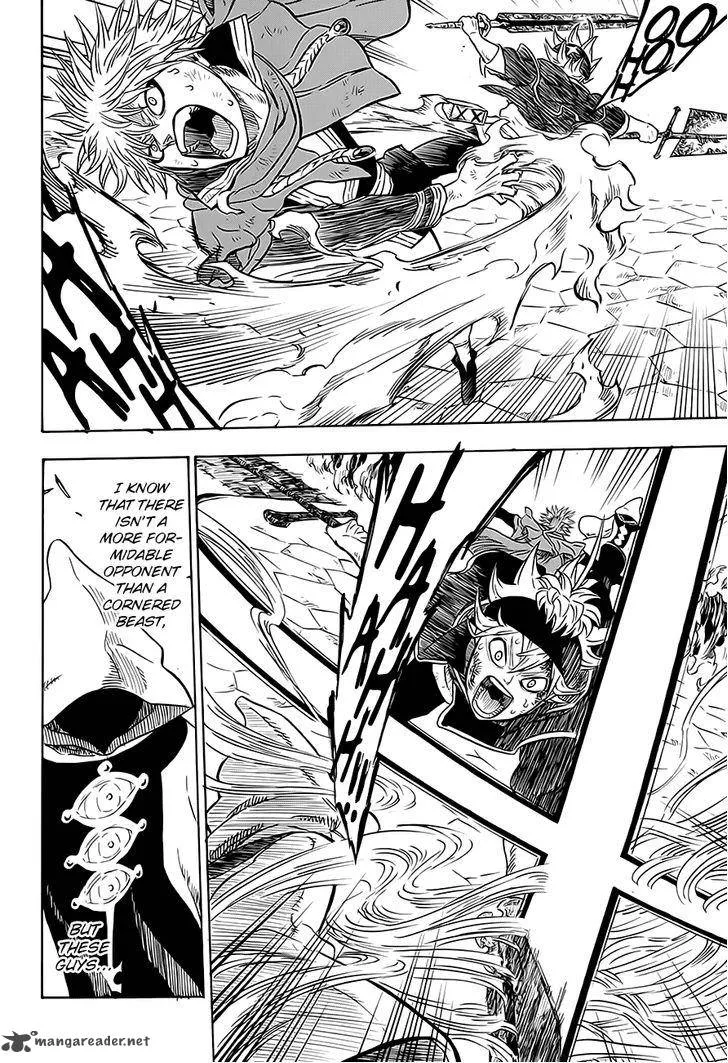 I KNOW
THAT THERE
ISN'T A
MORE FOR-
MIDABLE
OPPONENT
THAN A
CORNERED
BEAST,
BUT
THESE
GUYS...
mangareader.net